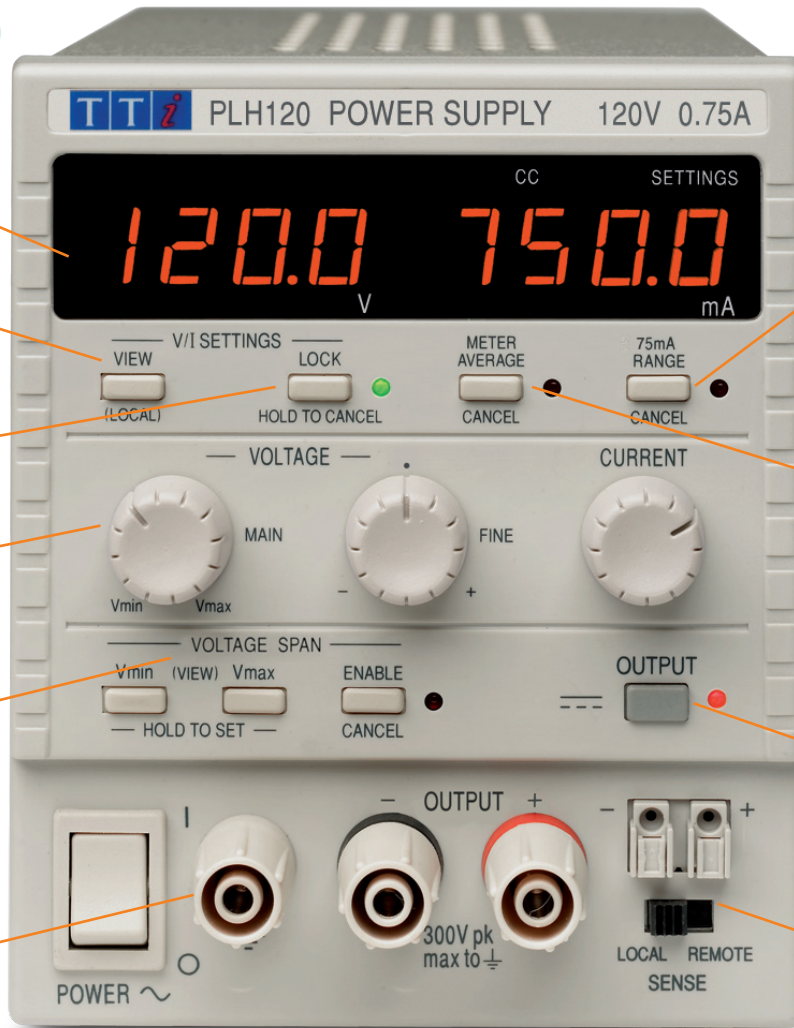 TTi PLH120 POWER SUPPLY 120V 0.75A
CC SETTINGS
120.0 750.0
V mA
V/I SETTINGS
VIEW LOCK METER AVERAGE 75mA RANGE
(LOCAL) HOLD TO CANCEL CANCEL CANCEL
VOLTAGE CURRENT
MAIN FINE
Vmin Vmax - +
VOLTAGE SPAN
Vmin (VIEW) Vmax ENABLE OUTPUT
HOLD TO SET CANCEL
- OUTPUT + - +
I
300V pk
max to ⏚
O
POWER ~
LOCAL REMOTE
SENSE